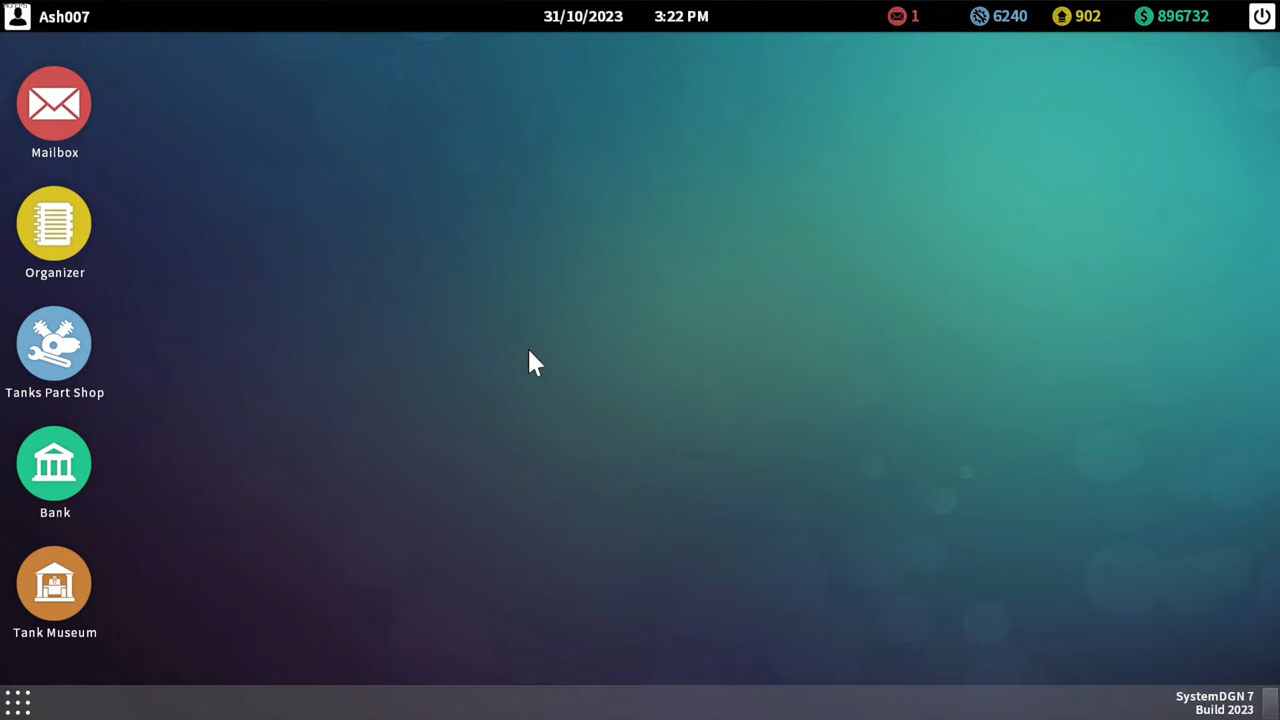 Ash007
31/10/2023 3:22 PM
1 6240 902 896732
Mailbox
Organizer
Tanks Part Shop
Bank
Tank Museum
SystemDGN 7
Build 2023